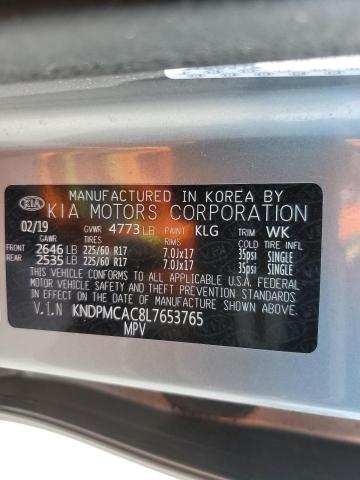 MANUFACTURED IN KOREA BY
KIA KIA MOTORS CORPORATION
02/19 GVWR 4773 LB PAINT KLG TRIM WK
GAWR TIRES RIMS COLD TIRE INFL
FRONT 2646 LB 225/60 R17 7.0Jx17 35psi SINGLE
REAR 2535 LB 225/60 R17 7.0Jx17 35psi SINGLE
THIS VEHICLE CONFORMS TO ALL APPLICABLE U.S.A. FEDERAL
MOTOR VEHICLE SAFETY AND THEFT PREVENTION STANDARDS
IN EFFECT ON THE DATE OF MANUFACTURE SHOWN ABOVE.
V.I.N KNDPMCAC8L7653765
MPV